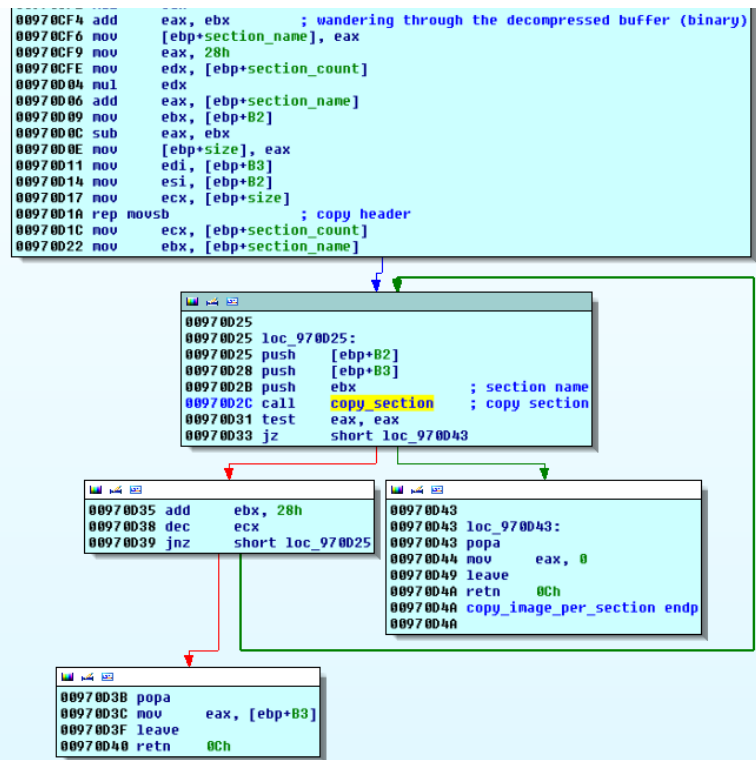 00970CF4 add eax, ebx ; wandering through the decompressed buffer (binary)
00970CF6 mov [ebp+section_name], eax
00970CF9 mov eax, 28h
00970CFE mov edx, [ebp+section_count]
00970D04 mul edx
00970D06 add eax, [ebp+section_name]
00970D09 mov ebx, [ebp+B2]
00970D0C sub eax, ebx
00970D0E mov [ebp+size], eax
00970D11 mov edi, [ebp+B3]
00970D14 mov esi, [ebp+B2]
00970D17 mov ecx, [ebp+size]
00970D1A rep movsb ; copy header
00970D1C mov ecx, [ebp+section_count]
00970D22 mov ebx, [ebp+section_name]
00970D25
00970D25 loc_970D25:
00970D25 push [ebp+B2]
00970D28 push [ebp+B3]
00970D2B push ebx ; section name
00970D2C call copy_section ; copy section
00970D31 test eax, eax
00970D33 jz short loc_970D43
00970D35 add ebx, 28h
00970D38 dec ecx
00970D39 jnz short loc_970D25
00970D43
00970D43 loc_970D43:
00970D43 popa
00970D44 mov eax, 0
00970D49 leave
00970D4A retn 0Ch
00970D4A copy_image_per_section endp
00970D4A
00970D3B popa
00970D3C mov eax, [ebp+B3]
00970D3F leave
00970D40 retn 0Ch